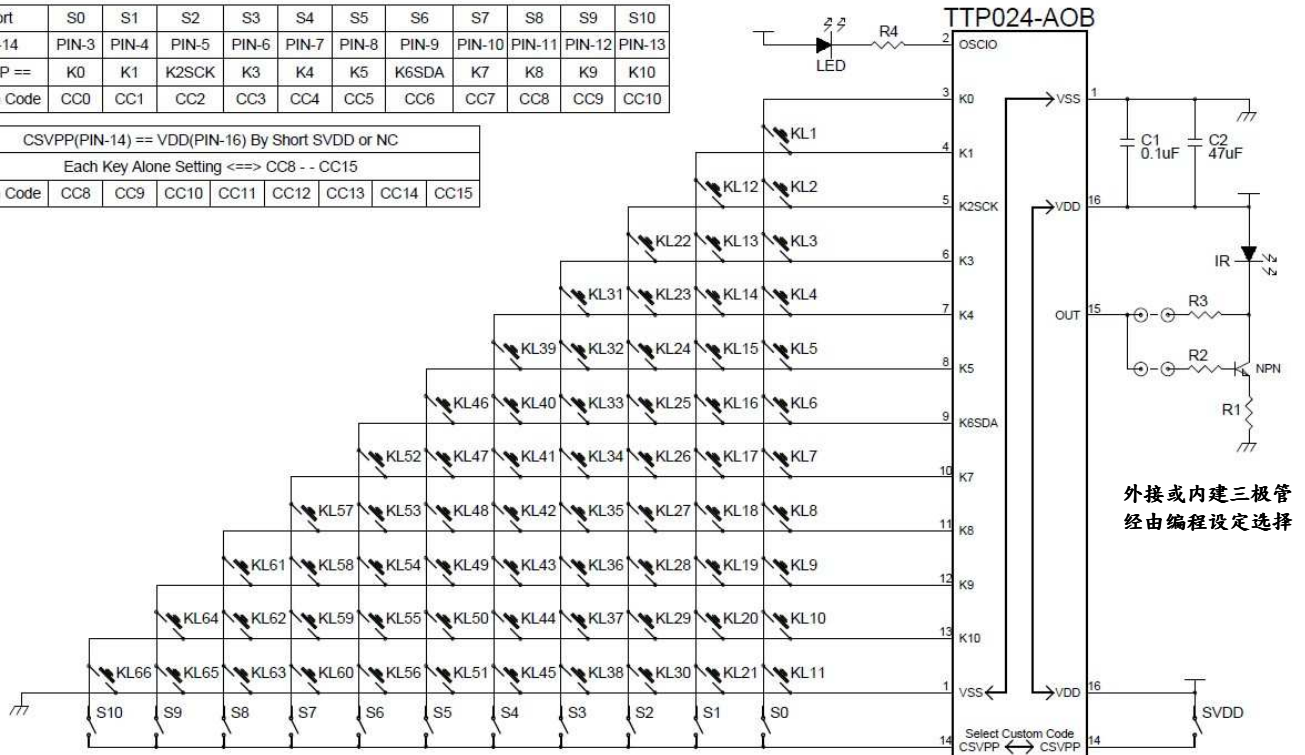 ort S0 S1 S2 S3 S4 S5 S6 S7 S8 S9 S10
-14 PIN-3 PIN-4 PIN-5 PIN-6 PIN-7 PIN-8 PIN-9 PIN-10 PIN-11 PIN-12 PIN-13
P == K0 K1 K2SCK K3 K4 K5 K6SDA K7 K8 K9 K10
Code CC0 CC1 CC2 CC3 CC4 CC5 CC6 CC7 CC8 CC9 CC10
CSVPP(PIN-14) == VDD(PIN-16) By Short SVDD or NC
Each Key Alone Setting <==> CC8 - - CC15
Code CC8 CC9 CC10 CC11 CC12 CC13 CC14 CC15
TTP024-AOB
LED R4 2 OSCIO
3 K0 VSS 1
KL1
4 K1
C1 0.1uF C2 47uF
KL12 KL2
5 K2SCK VDD 16
KL22 KL13 KL3
6 K3
IR
KL31 KL23 KL14 KL4
7 K4 OUT 15 R3
KL39 KL32 KL24 KL15 KL5
8 K5 R2 NPN
KL46 KL40 KL33 KL25 KL16 KL6
9 K6SDA R1
KL52 KL47 KL41 KL34 KL26 KL17 KL7
10 K7
KL57 KL53 KL48 KL42 KL35 KL27 KL18 KL8
11 K8
外接或内建三极管
经由编程设定选择
KL61 KL58 KL54 KL49 KL43 KL36 KL28 KL19 KL9
12 K9
KL64 KL62 KL59 KL55 KL50 KL44 KL37 KL29 KL20 KL10
13 K10
KL66 KL65 KL63 KL60 KL56 KL51 KL45 KL38 KL30 KL21 KL11
1 VSS VDD 16
S10 S9 S8 S7 S6 S5 S4 S3 S2 S1 S0 SVDD
Select Custom Code
14 CSVPP CSVPP 14